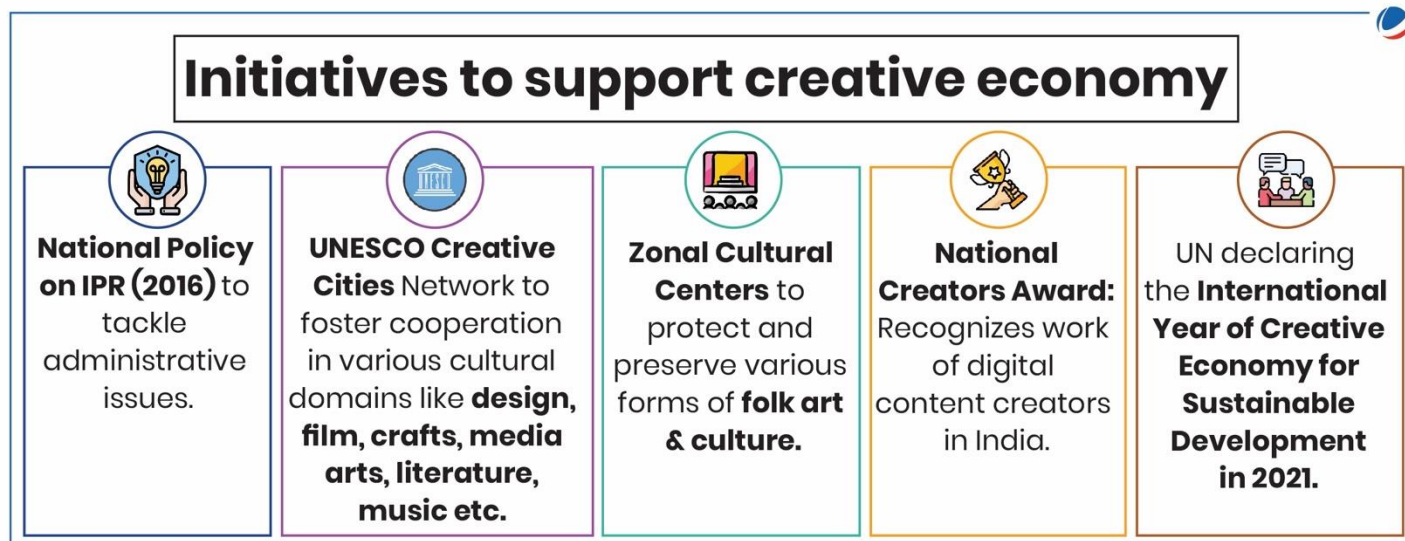 Initiatives to support creative economy
National Policy
on IPR (2016) to
tackle
administrative
issues.
UNESCO Creative
Cities Network to
foster cooperation
in various cultural
domains like design,
film, crafts, media
arts, literature,
music etc.
Zonal Cultural
Centers to
protect and
preserve various
forms of folk art
& culture.
National
Creators Award:
Recognizes work
of digital
content creators
in India.
UN declaring
the International
Year of Creative
Economy for
Sustainable
Development
in 2021.